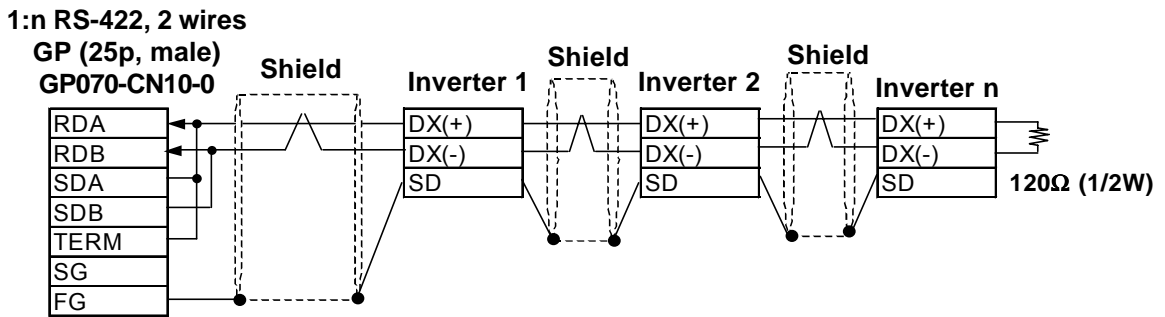 1:n RS-422, 2 wires
GP (25p, male)
GP070-CN10-0
Shield
Inverter 1
Shield
Inverter 2
Shield
Inverter n
RDA
RDB
SDA
SDB
TERM
SG
FG
DX(+)
DX(-)
SD
DX(+)
DX(-)
SD
DX(+)
DX(-)
SD
120Ω (1/2W)